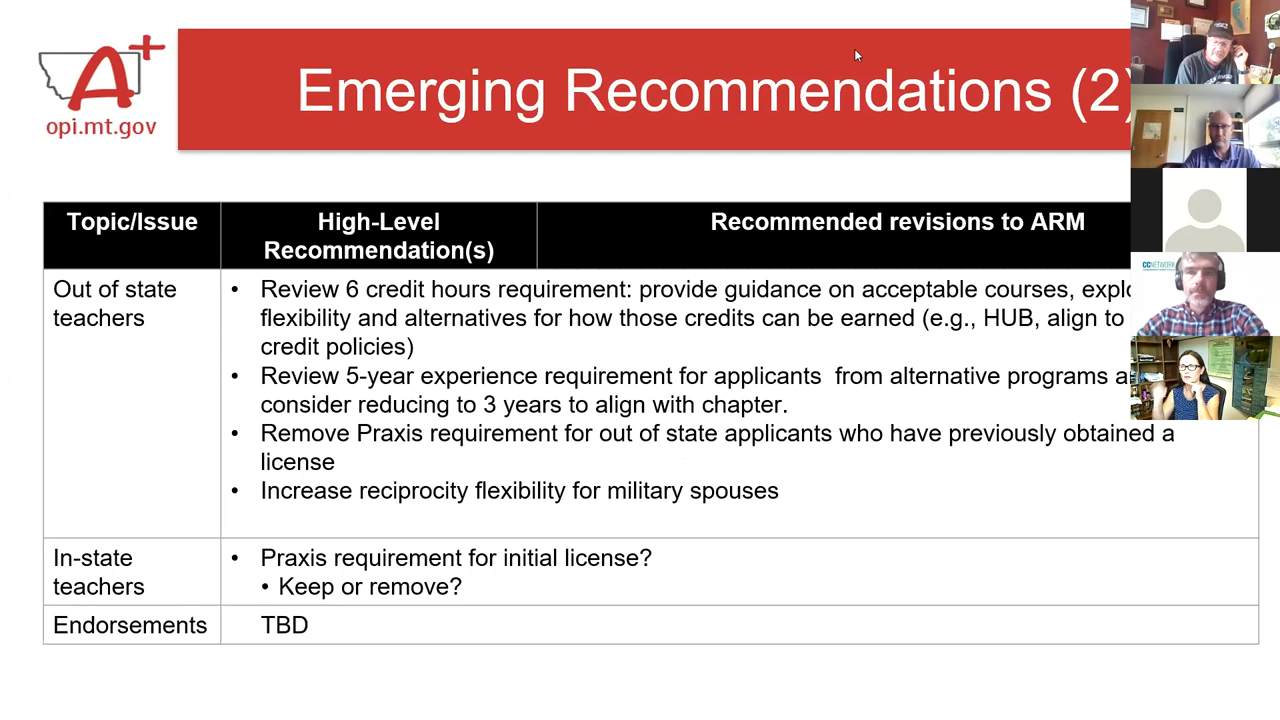 A+
opi.mt.gov
Emerging Recommendations (2)
Topic/Issue
High-Level
Recommendation(s)
Recommended revisions to ARM
Out of state
teachers
• Review 6 credit hours requirement: provide guidance on acceptable courses,
flexibility and alternatives for how those credits can be earned (e.g., HUB, align to
credit policies)
• Review 5-year experience requirement for applicants  from alternative programs
consider reducing to 3 years to align with chapter.
• Remove Praxis requirement for out of state applicants who have previously obtained a
license
• Increase reciprocity flexibility for military spouses
In-state
teachers
• Praxis requirement for initial license?
• Keep or remove?
Endorsements
TBD
CCNETWORK